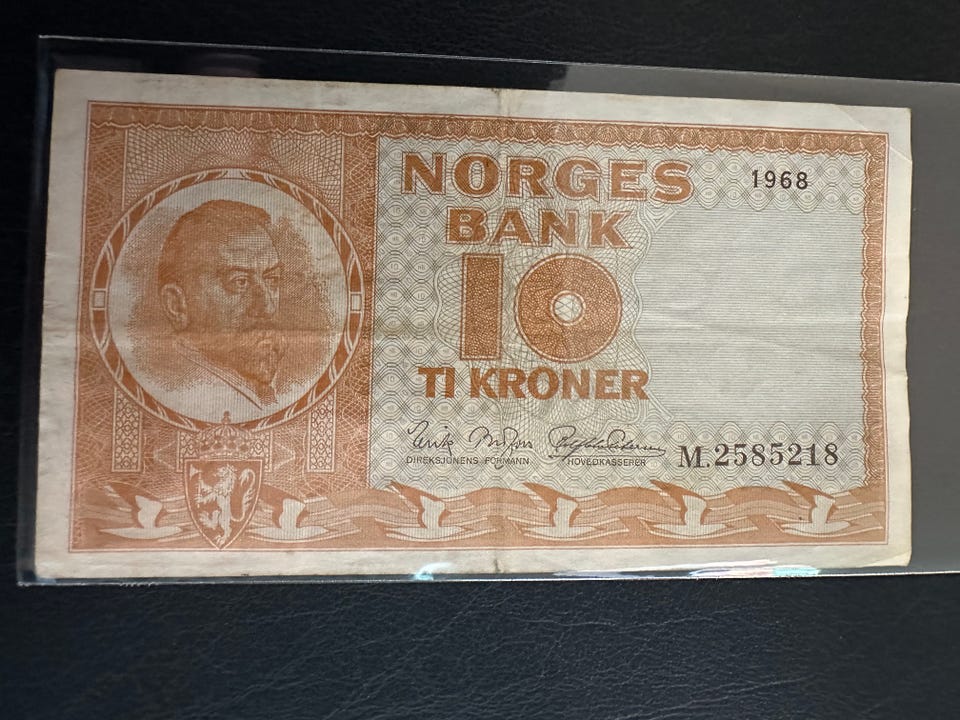 NORGES
1968
BANK
10
TI KRONER
DIREKSJONENS FORMANN
HOVEDKASSERER
M.2585218